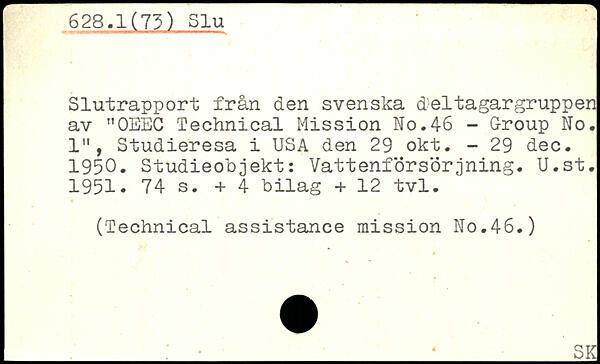 628.1(73) Slu
Slutrapport från den svenska deltagargruppen
av "OEEC Technical Mission No.46 - Group No.
1", Studieresa i USA den 29 okt. - 29 dec.
1950. Studieobjekt: Vattenförsörjning. U.st.
1951. 74 s. + 4 bilag + 12 tvl.
(Technical assistance mission No.46.)
SK